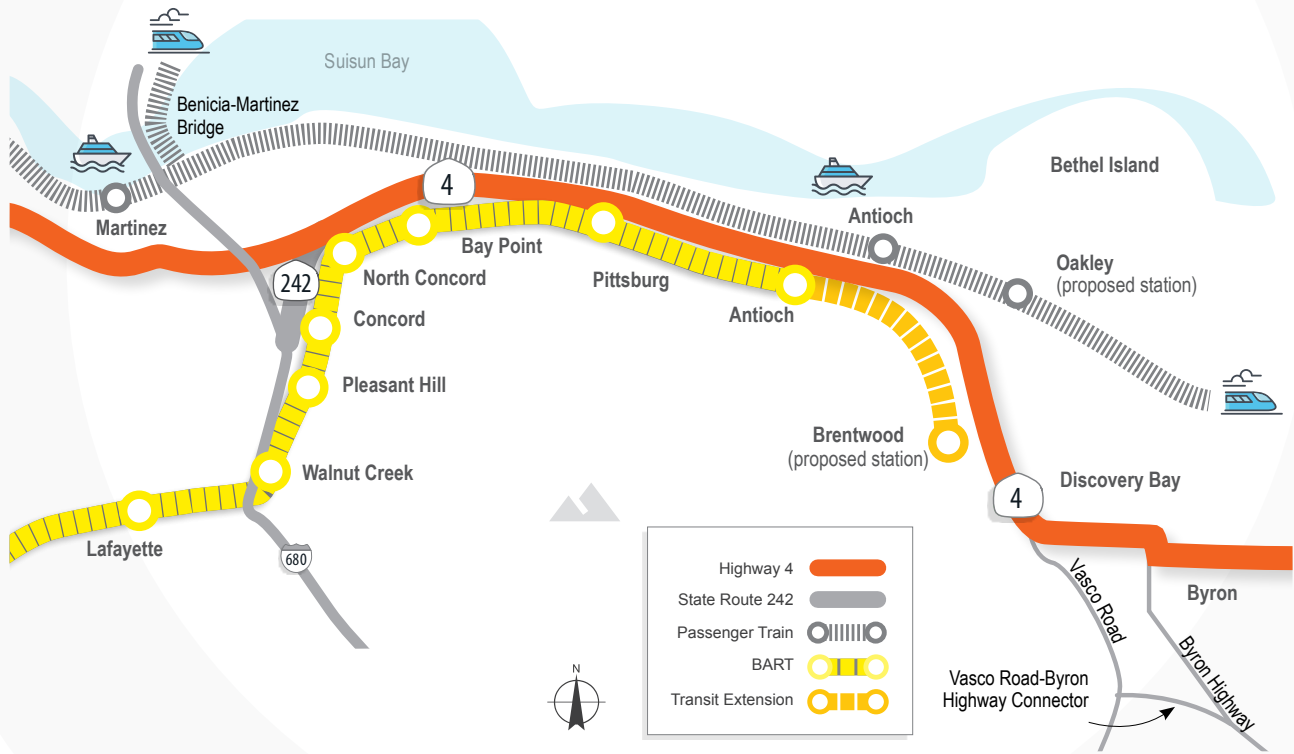 Suisun Bay
Benicia-Martinez
Bridge
Bethel Island
4
Martinez
Antioch
Bay Point
Oakley
(proposed station)
242
North Concord
Pittsburg
Antioch
Concord
Pleasant Hill
Brentwood
(proposed station)
Walnut Creek
Discovery Bay
4
Lafayette
680
Highway 4
State Route 242
Passenger Train
BART
Transit Extension
N
Vasco Road
Byron
Byron Highway
Vasco Road-Byron
Highway Connector